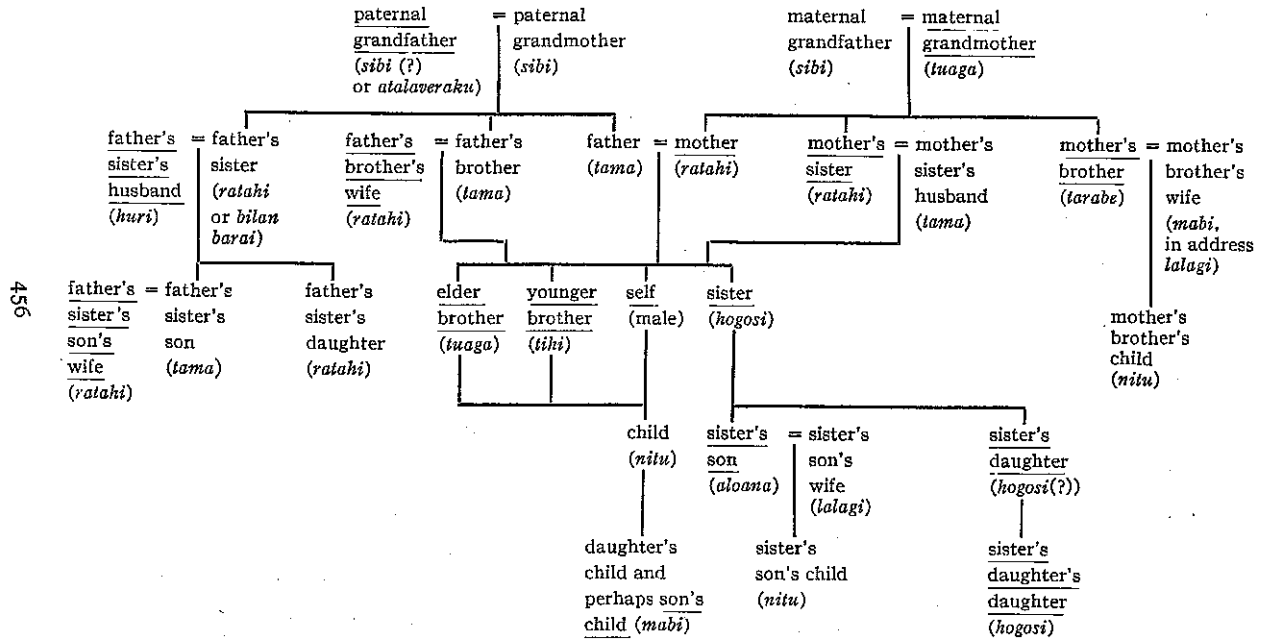 paternal
grandfather
(sibi (?)
or atalaveraku)
= paternal
grandmother
(sibi)
maternal
grandfather
(sibi)
= maternal
grandmother
(tuaga)
father's
sister's
husband
(huri)
= father's
sister
(ratahi
or bilan
barai)
father's
brother's
wife
(ratahi)
= father's
brother
(tama)
father
(tama)
= mother
(ratahi)
mother's
sister
(ratahi)
= mother's
sister's
husband
(tama)
mother's
brother
(tarabe)
= mother's
brother's
wife
(mabi,
in address
lalagi)
456
father's
sister's
son's
wife
(ratahi)
= father's
sister's
son
(tama)
father's
sister's
daughter
(ratahi)
elder
brother
(tuaga)
younger
brother
(tihi)
self
(male)
sister
(hogosi)
mother's
brother's
child
(nitu)
child
(nitu)
sister's
son
(aloana)
= sister's
son's
wife
(lalagi)
sister's
daughter
(hogosi(?))
daughter's
child and
perhaps son's
child (mabi)
sister's
son's child
(nitu)
sister's
daughter's
daughter
(hogosi)